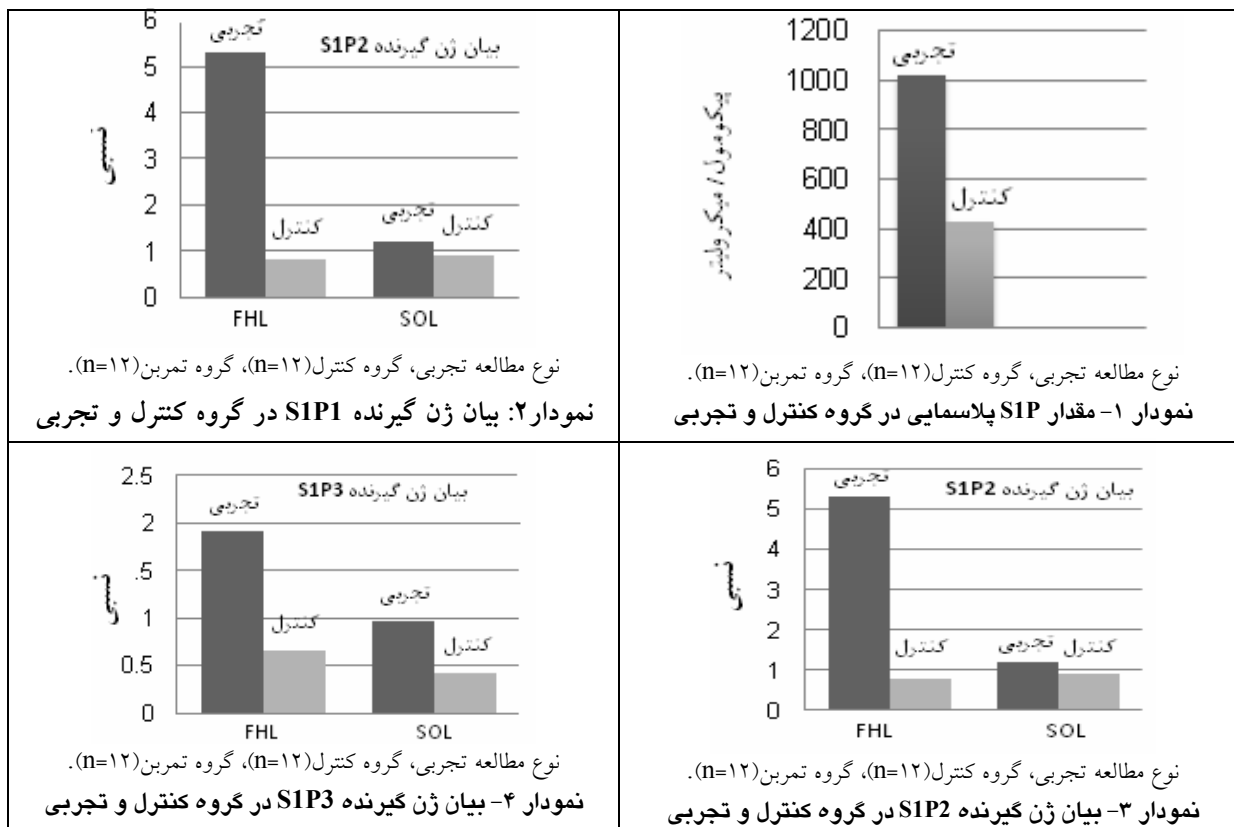 1200
1000
800
600
400
200
0
پیکومول/ میکرولیتر
تجربی
کنترل
نوع مطالعه تجربی، گروه کنترل(n=۱۲)، گروه تمرین(n=۱۲).
نمودار ۱- مقدار S1P پلاسمایی در گروه کنترل و تجربی
بیان ژن گیرنده S1P2
6
5
4
3
2
1
0
نسبی
تجربی
کنترل
تجربی
کنترل
FHL SOL
نوع مطالعه تجربی، گروه کنترل(n=۱۲)، گروه تمرین(n=۱۲).
نمودار۲: بیان ژن گیرنده S1P1 در گروه کنترل و تجربی
بیان ژن گیرنده S1P2
6
5
4
3
2
1
0
نسبی
تجربی
کنترل
تجربی
کنترل
FHL SOL
نوع مطالعه تجربی، گروه کنترل(n=۱۲)، گروه تمرین(n=۱۲).
نمودار ۳- بیان ژن گیرنده S1P2 در گروه کنترل و تجربی
بیان ژن گیرنده S1P3
2.5
2
.5
1
0.5
0
نسبی
تجربی
کنترل
تجربی
کنترل
FHL SOL
نوع مطالعه تجربی، گروه کنترل(n=۱۲)، گروه تمرین(n=۱۲).
نمودار ۴- بیان ژن گیرنده S1P3 در گروه کنترل و تجربی